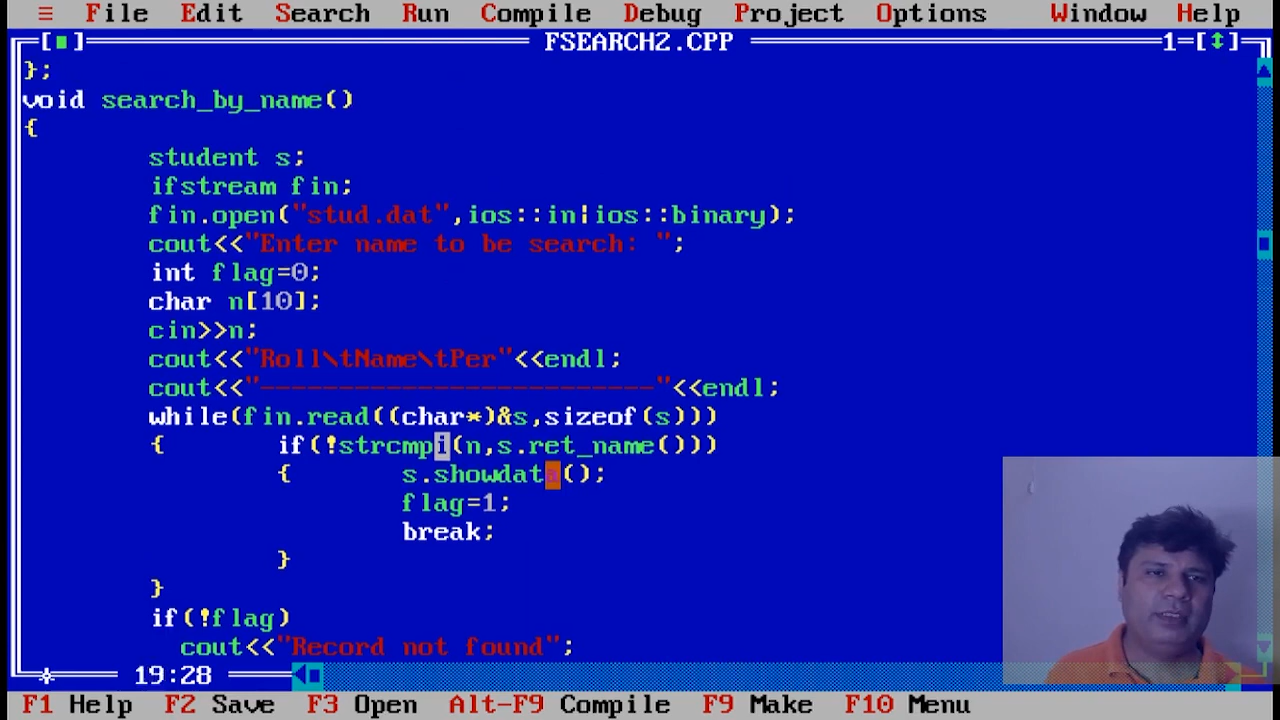 ≡ File Edit Search Run Compile Debug Project Options Window Help
[■] FSEARCH2.CPP 1=[↕]
};
void search_by_name()
{
student s;
ifstream fin;
fin.open("stud.dat",ios::in|ios::binary);
cout<<"Enter name to be search: ";
int flag=0;
char n[10];
cin>>n;
cout<<"Roll\tName\tPer"<<endl;
cout<<"-------------------------"<<endl;
while(fin.read((char*)&s,sizeof(s)))
{ if(!strcmpi(n,s.ret_name()))
{ s.showdata();
flag=1;
break;
}
}
if(!flag)
cout<<"Record not found";
19:28
F1 Help F2 Save F3 Open Alt-F9 Compile F9 Make F10 Menu